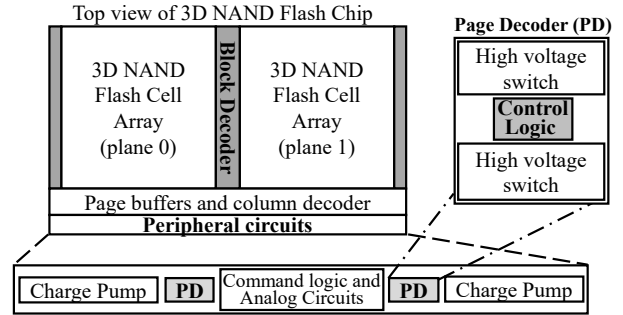 Top view of 3D NAND Flash Chip
3D NAND
Flash Cell
Array
(plane 0)
Block Decoder
3D NAND
Flash Cell
Array
(plane 1)
Page buffers and column decoder
Peripheral circuits
Page Decoder (PD)
High voltage
switch
Control
Logic
High voltage
switch
Charge Pump
PD
Command logic and
Analog Circuits
PD
Charge Pump